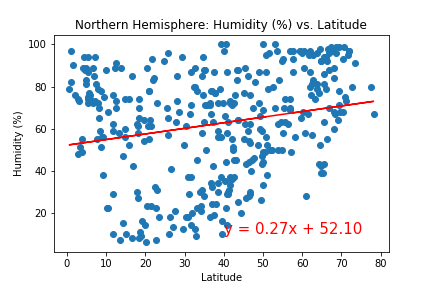 Northern Hemisphere: Humidity (%) vs. Latitude
100
80
60
40
20
Humidity (%)
y = 0.27x + 52.10
0 10 20 30 40 50 60 70 80
Latitude